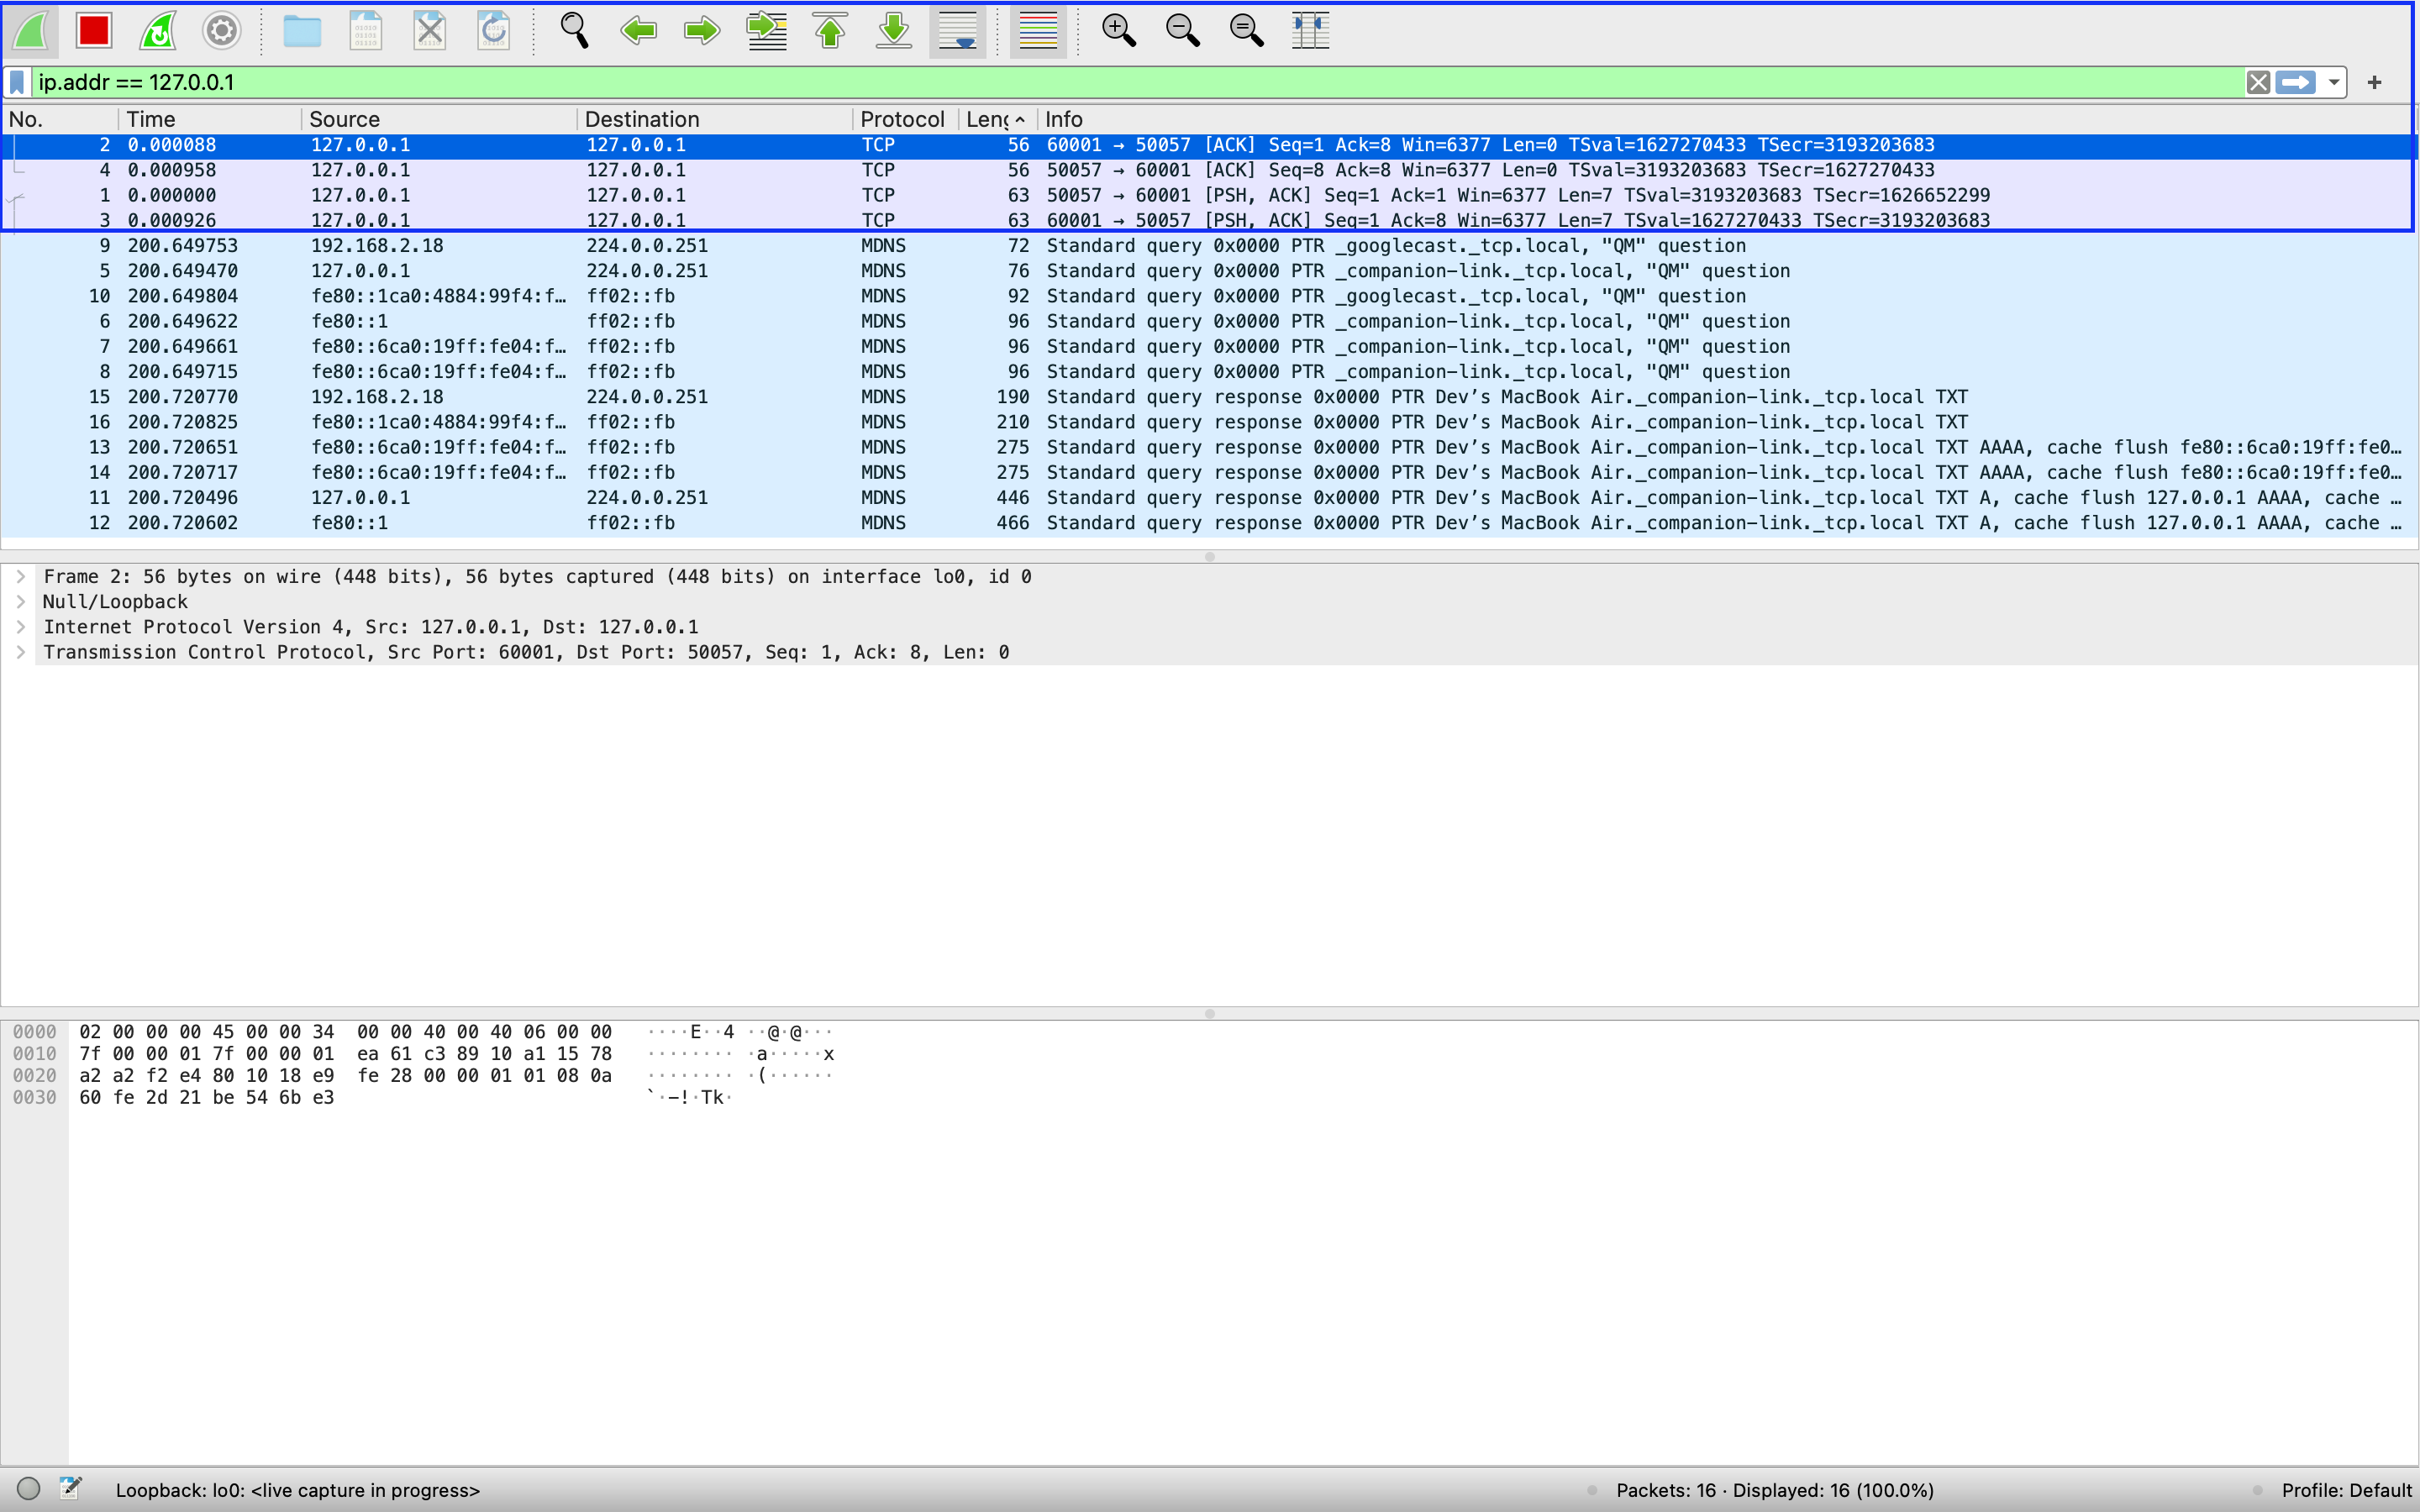 ip.addr == 127.0.0.1
No. Time Source Destination Protocol Leng Info
2 0.000088 127.0.0.1 127.0.0.1 TCP 56 60001 → 50057 [ACK] Seq=1 Ack=8 Win=6377 Len=0 TSval=1627270433 TSecr=3193203683
4 0.000958 127.0.0.1 127.0.0.1 TCP 56 50057 → 60001 [ACK] Seq=8 Ack=8 Win=6377 Len=0 TSval=3193203683 TSecr=1627270433
1 0.000000 127.0.0.1 127.0.0.1 TCP 63 50057 → 60001 [PSH, ACK] Seq=1 Ack=1 Win=6377 Len=7 TSval=3193203683 TSecr=1626652299
3 0.000926 127.0.0.1 127.0.0.1 TCP 63 60001 → 50057 [PSH, ACK] Seq=1 Ack=8 Win=6377 Len=7 TSval=1627270433 TSecr=3193203683
9 200.649753 192.168.2.18 224.0.0.251 MDNS 72 Standard query 0x0000 PTR _googlecast._tcp.local, "QM" question
5 200.649470 127.0.0.1 224.0.0.251 MDNS 76 Standard query 0x0000 PTR _companion-link._tcp.local, "QM" question
10 200.649804 fe80::1ca0:4884:99f4:f… ff02::fb MDNS 92 Standard query 0x0000 PTR _googlecast._tcp.local, "QM" question
6 200.649622 fe80::1 ff02::fb MDNS 96 Standard query 0x0000 PTR _companion-link._tcp.local, "QM" question
7 200.649661 fe80::6ca0:19ff:fe04:f… ff02::fb MDNS 96 Standard query 0x0000 PTR _companion-link._tcp.local, "QM" question
8 200.649715 fe80::6ca0:19ff:fe04:f… ff02::fb MDNS 96 Standard query 0x0000 PTR _companion-link._tcp.local, "QM" question
15 200.720770 192.168.2.18 224.0.0.251 MDNS 190 Standard query response 0x0000 PTR Dev’s MacBook Air._companion-link._tcp.local TXT
16 200.720825 fe80::1ca0:4884:99f4:f… ff02::fb MDNS 210 Standard query response 0x0000 PTR Dev’s MacBook Air._companion-link._tcp.local TXT
13 200.720651 fe80::6ca0:19ff:fe04:f… ff02::fb MDNS 275 Standard query response 0x0000 PTR Dev’s MacBook Air._companion-link._tcp.local TXT AAAA, cache flush fe80::6ca0:19ff:fe0…
14 200.720717 fe80::6ca0:19ff:fe04:f… ff02::fb MDNS 275 Standard query response 0x0000 PTR Dev’s MacBook Air._companion-link._tcp.local TXT AAAA, cache flush fe80::6ca0:19ff:fe0…
11 200.720496 127.0.0.1 224.0.0.251 MDNS 446 Standard query response 0x0000 PTR Dev’s MacBook Air._companion-link._tcp.local TXT A, cache flush 127.0.0.1 AAAA, cache …
12 200.720602 fe80::1 ff02::fb MDNS 466 Standard query response 0x0000 PTR Dev’s MacBook Air._companion-link._tcp.local TXT A, cache flush 127.0.0.1 AAAA, cache …
Frame 2: 56 bytes on wire (448 bits), 56 bytes captured (448 bits) on interface lo0, id 0
Null/Loopback
Internet Protocol Version 4, Src: 127.0.0.1, Dst: 127.0.0.1
Transmission Control Protocol, Src Port: 60001, Dst Port: 50057, Seq: 1, Ack: 8, Len: 0
0000 02 00 00 00 45 00 00 34 00 00 40 00 40 06 00 00 ····E··4 ··@·@···
0010 7f 00 00 01 7f 00 00 01 ea 61 c3 89 10 a1 15 78 ········ ·a·····x
0020 a2 a2 f2 e4 80 10 18 e9 fe 28 00 00 01 01 08 0a ········ ·(······
0030 60 fe 2d 21 be 54 6b e3 `·-!·Tk·
Loopback: lo0: <live capture in progress> Packets: 16 · Displayed: 16 (100.0%) Profile: Default